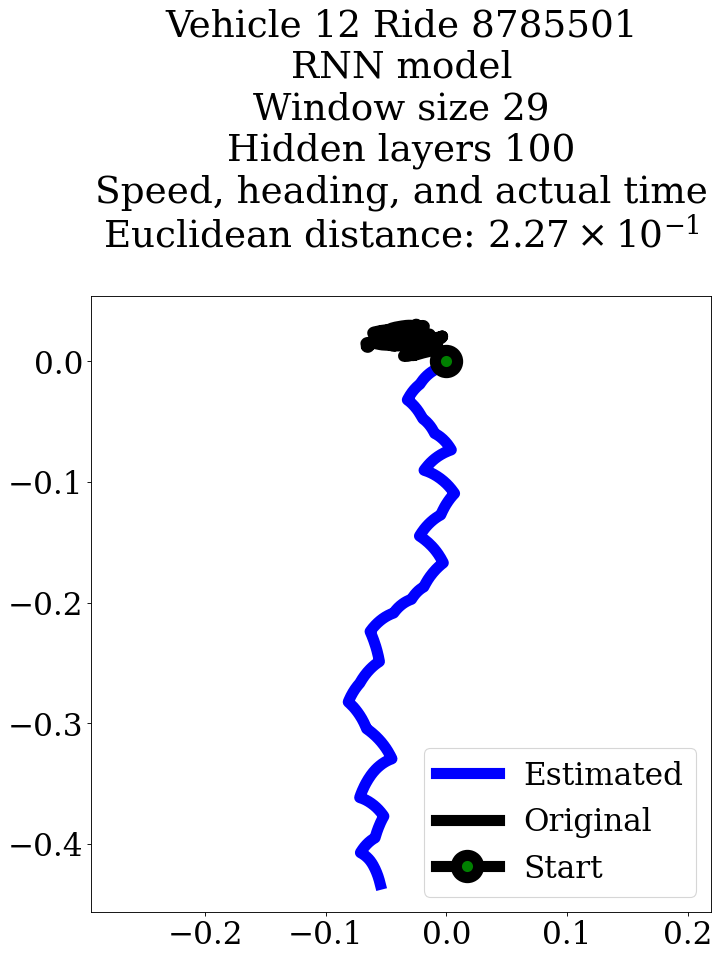 Vehicle 12 Ride 8785501
RNN model
Window size 29
Hidden layers 100
Speed, heading, and actual time
Euclidean distance: 2.27 × 10⁻¹
0.0
−0.1
−0.2
−0.3
−0.4
Estimated
Original
Start
−0.2 −0.1 0.0 0.1 0.2